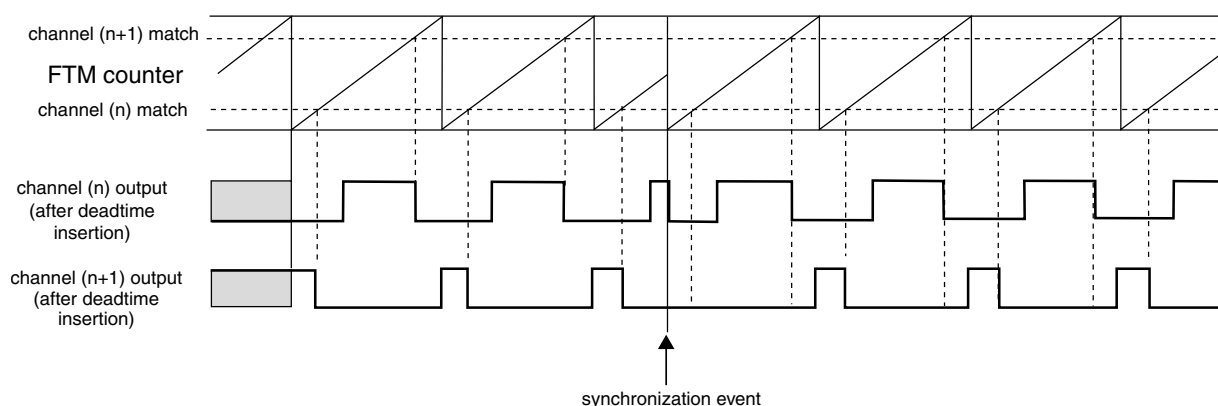 channel (n+1) match
FTM counter
channel (n) match
channel (n) output
(after deadtime
insertion)
channel (n+1) output
(after deadtime
insertion)
synchronization event